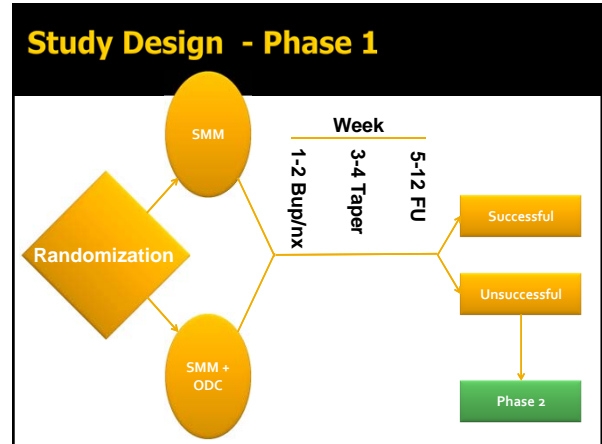 Study Design - Phase 1
SMM
Week
1-2 Bup/nx
3-4 Taper
5-12 FU
Randomization
Successful
Unsuccessful
SMM +
ODC
Phase 2